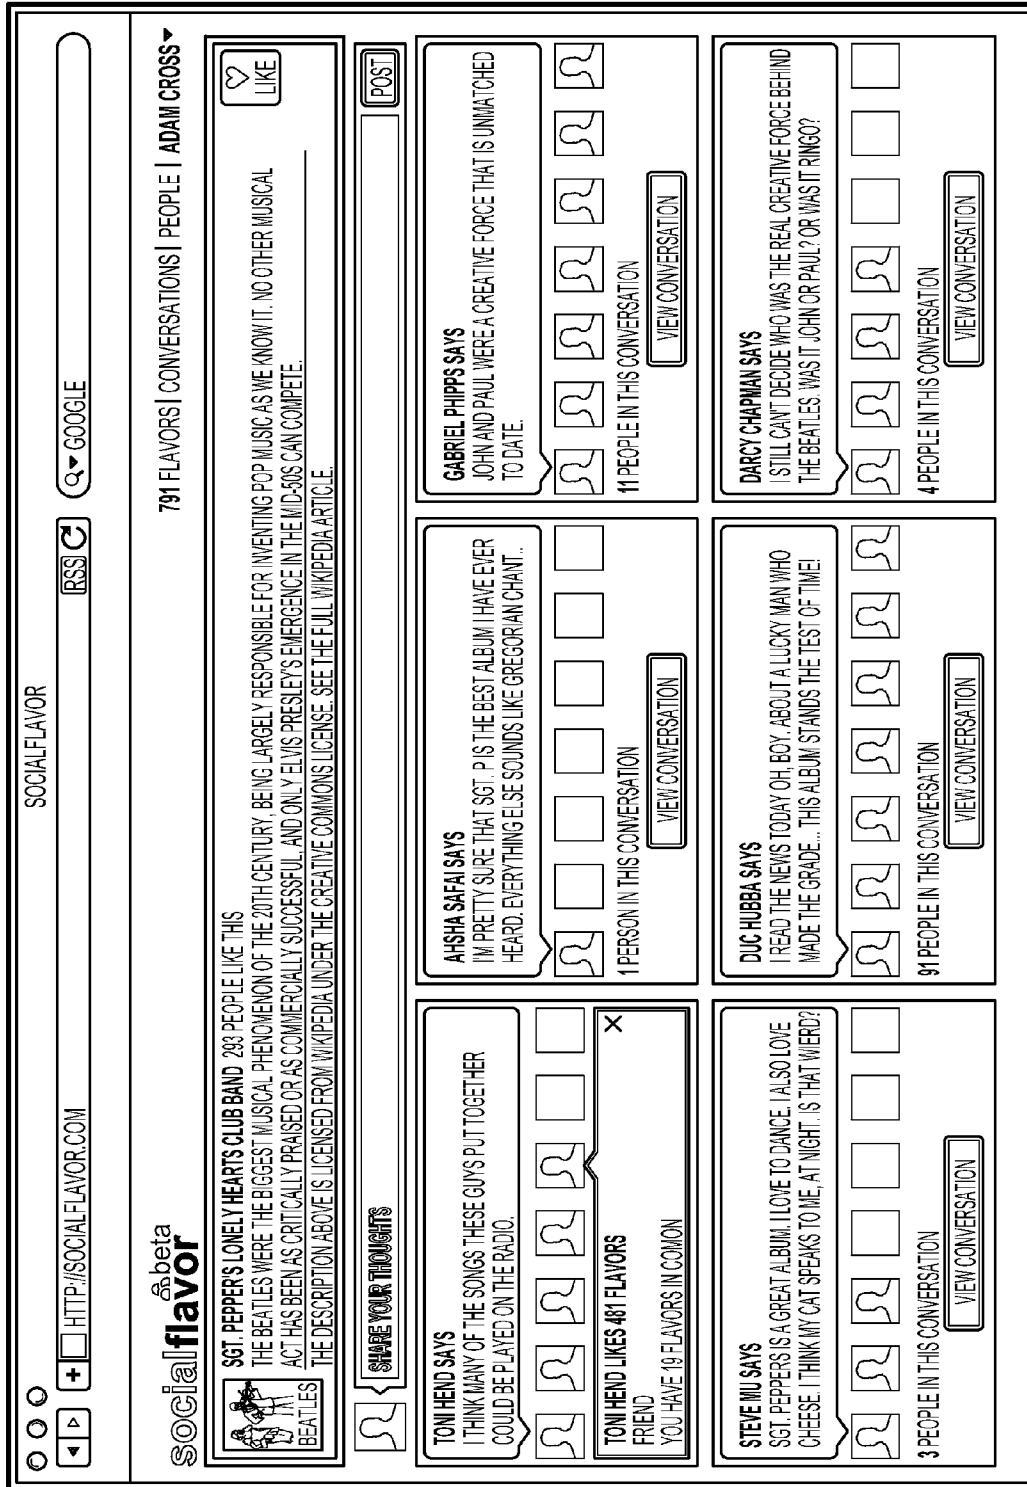 SOCIALFLAVOR
+ HTTP://SOCIALFLAVOR.COM
RSS
GOOGLE
socialflavor beta
791 FLAVORS | CONVERSATIONS | PEOPLE | ADAM CROSS
BEATLES
SGT. PEPPER'S LONELY HEARTS CLUB BAND 293 PEOPLE LIKE THIS
THE BEATLES WERE THE BIGGEST MUSICAL PHENOMENON OF THE 20TH CENTURY, BEING LARGELY RESPONSIBLE FOR INVENTING POP MUSIC AS WE KNOW IT. NO OTHER MUSICAL
ACT HAS BEEN AS CRITICALLY PRAISED OR AS COMMERCIALLY SUCCESSFUL, AND ONLY ELVIS PRESLEY'S EMERGENCE IN THE MID-50S CAN COMPETE.
THE DESCRIPTION ABOVE IS LICENSED FROM WIKIPEDIA UNDER THE CREATIVE COMMONS LICENSE. SEE THE FULL WIKIPEDIA ARTICLE.
LIKE
SHARE YOUR THOUGHTS
POST
TONI HEND SAYS
I THINK MANY OF THE SONGS THESE GUYS PUT TOGETHER
COULD BE PLAYED ON THE RADIO.
TONI HEND LIKES 481 FLAVORS
X
FRIEND
YOU HAVE 19 FLAVORS IN COMON
AHSHA SAFAI SAYS
I'M PRETTY SURE THAT SGT. P IS THE BEST ALBUM I HAVE EVER
HEARD. EVERYTHING ELSE SOUNDS LIKE GREGORIAN CHANT..
1 PERSON IN THIS CONVERSATION
VIEW CONVERSATION
GABRIEL PHIPPS SAYS
JOHN AND PAUL WERE A CREATIVE FORCE THAT IS UNMATCHED
TO DATE.
11 PEOPLE IN THIS CONVERSATION
VIEW CONVERSATION
STEVE MU SAYS
SGT. PEPPERS IS A GREAT ALBUM. I LOVE TO DANCE. I ALSO LOVE
CHEESE. I THINK MY CAT SPEAKS TO ME, AT NIGHT. IS THAT WIERD?
3 PEOPLE IN THIS CONVERSATION
VIEW CONVERSATION
DUC HUBBA SAYS
I READ THE NEWS TODAY OH, BOY. ABOUT A LUCKY MAN WHO
MADE THE GRADE... THIS ALBUM STANDS THE TEST OF TIME!
91 PEOPLE IN THIS CONVERSATION
VIEW CONVERSATION
DARCY CHAPMAN SAYS
I STILL CAN'T DECIDE WHO WAS THE REAL CREATIVE FORCE BEHIND
THE BEATLES. WAS IT JOHN OR PAUL? OR WAS IT RINGO?
4 PEOPLE IN THIS CONVERSATION
VIEW CONVERSATION